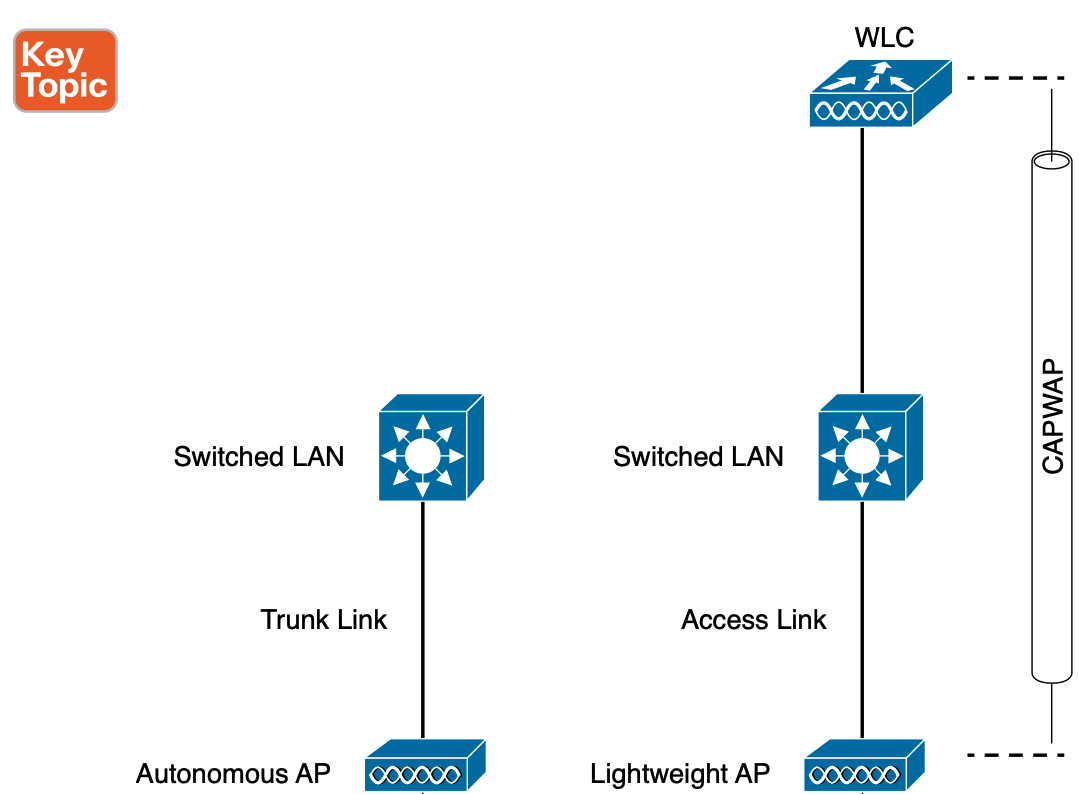 Key
Topic
WLC
CAPWAP
Switched LAN
Switched LAN
Trunk Link
Access Link
Autonomous AP
Lightweight AP